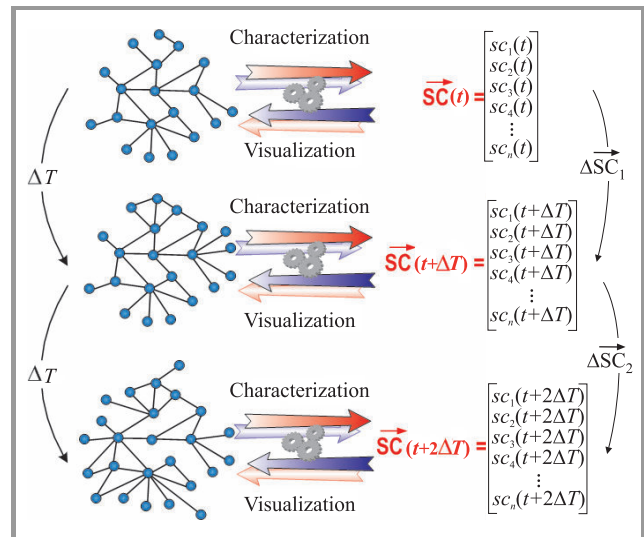 Characterization
Visualization
SC(t) =
sc₁(t)
sc₂(t)
sc₃(t)
sc₄(t)
⋮
scₙ(t)
ΔT
ΔSC₁
Characterization
Visualization
SC(t+ΔT) =
sc₁(t+ΔT)
sc₂(t+ΔT)
sc₃(t+ΔT)
sc₄(t+ΔT)
⋮
scₙ(t+ΔT)
ΔT
ΔSC₂
Characterization
Visualization
SC(t+2ΔT) =
sc₁(t+2ΔT)
sc₂(t+2ΔT)
sc₃(t+2ΔT)
sc₄(t+2ΔT)
⋮
scₙ(t+2ΔT)